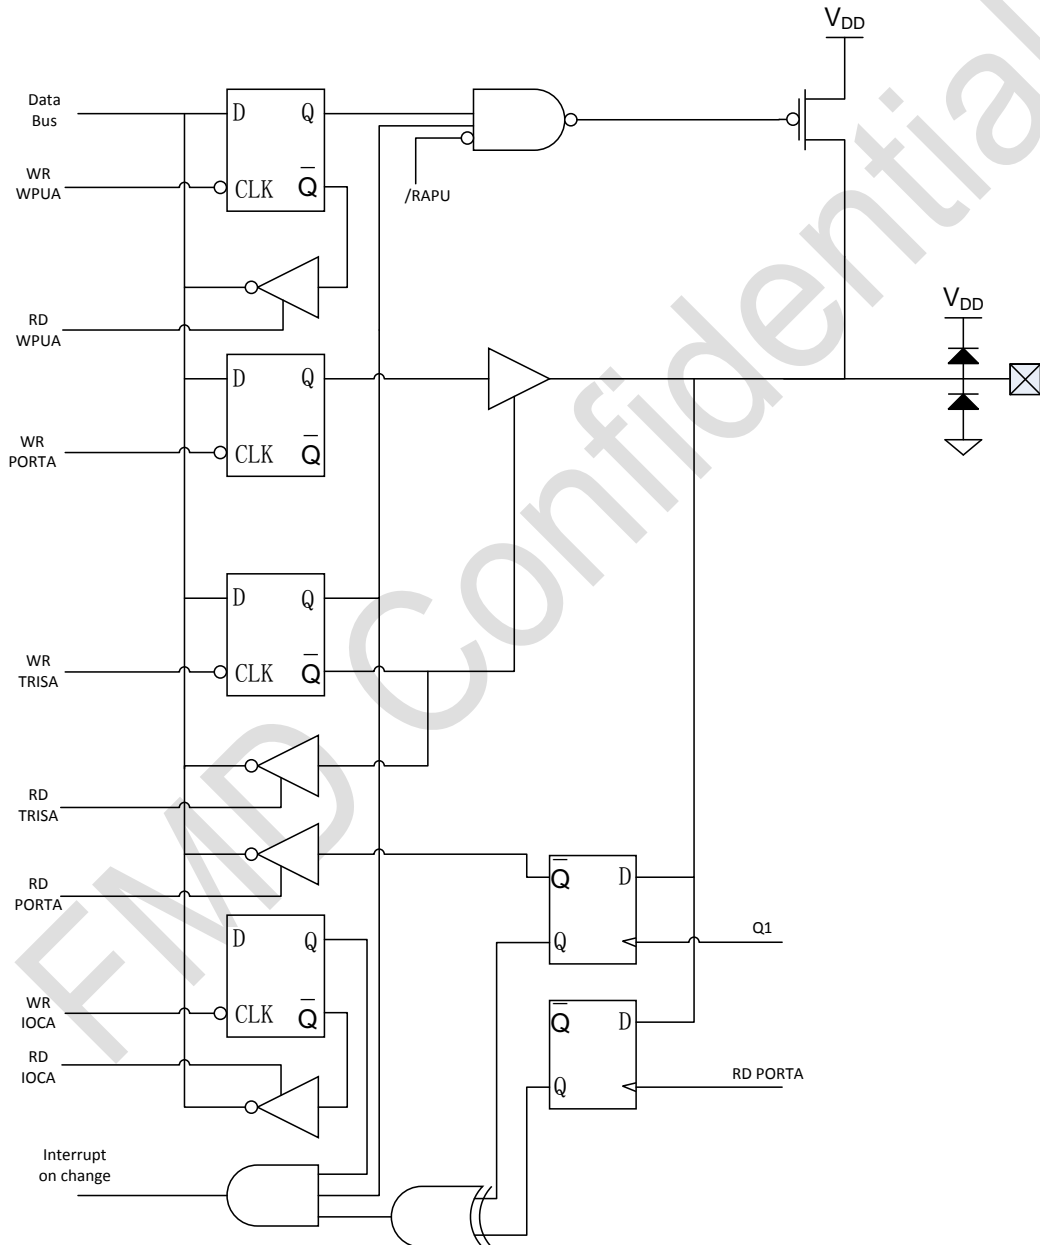 VDD
Data
Bus
D Q
WR
WPUA
CLK Q
/RAPU
RD
WPUA
VDD
D Q
WR
PORTA
CLK Q
D Q
WR
TRISA
CLK Q
RD
TRISA
RD
PORTA
Q D
Q
Q1
D Q
WR
IOCA
CLK Q
RD
IOCA
Q D
Q
RD PORTA
Interrupt
on change
FMD Confidential